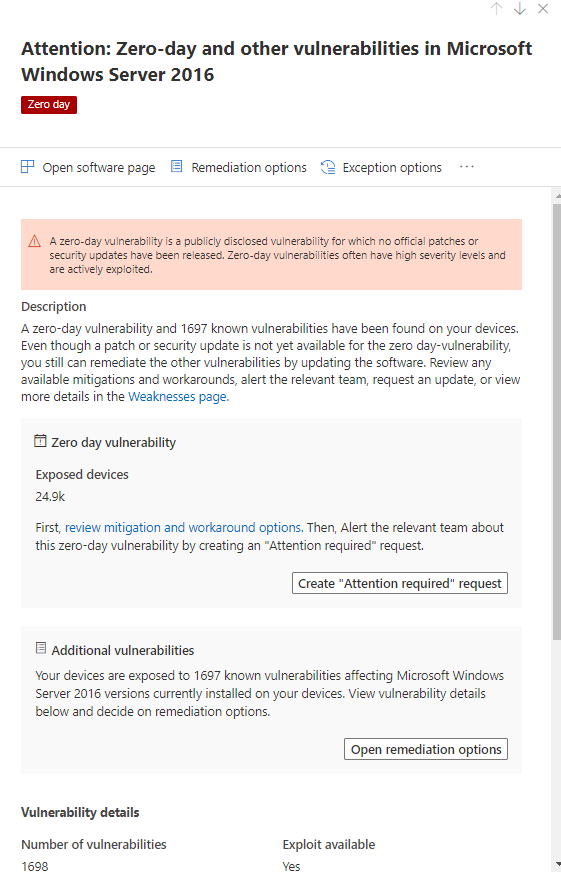 Attention: Zero-day and other vulnerabilities in Microsoft
Windows Server 2016
Zero day
Open software page
Remediation options
Exception options
···
A zero-day vulnerability is a publicly disclosed vulnerability for which no official patches or
security updates have been released. Zero-day vulnerabilities often have high severity levels and
are actively exploited.
Description
A zero-day vulnerability and 1697 known vulnerabilities have been found on your devices.
Even though a patch or security update is not yet available for the zero day-vulnerability,
you still can remediate the other vulnerabilities by updating the software. Review any
available mitigations and workarounds, alert the relevant team, request an update, or view
more details in the Weaknesses page.
Zero day vulnerability
Exposed devices
24.9k
First, review mitigation and workaround options. Then, Alert the relevant team about
this zero-day vulnerability by creating an "Attention required" request.
Create "Attention required" request
Additional vulnerabilities
Your devices are exposed to 1697 known vulnerabilities affecting Microsoft Windows
Server 2016 versions currently installed on your devices. View vulnerability details
below and decide on remediation options.
Open remediation options
Vulnerability details
Number of vulnerabilities
Exploit available
1698
Yes